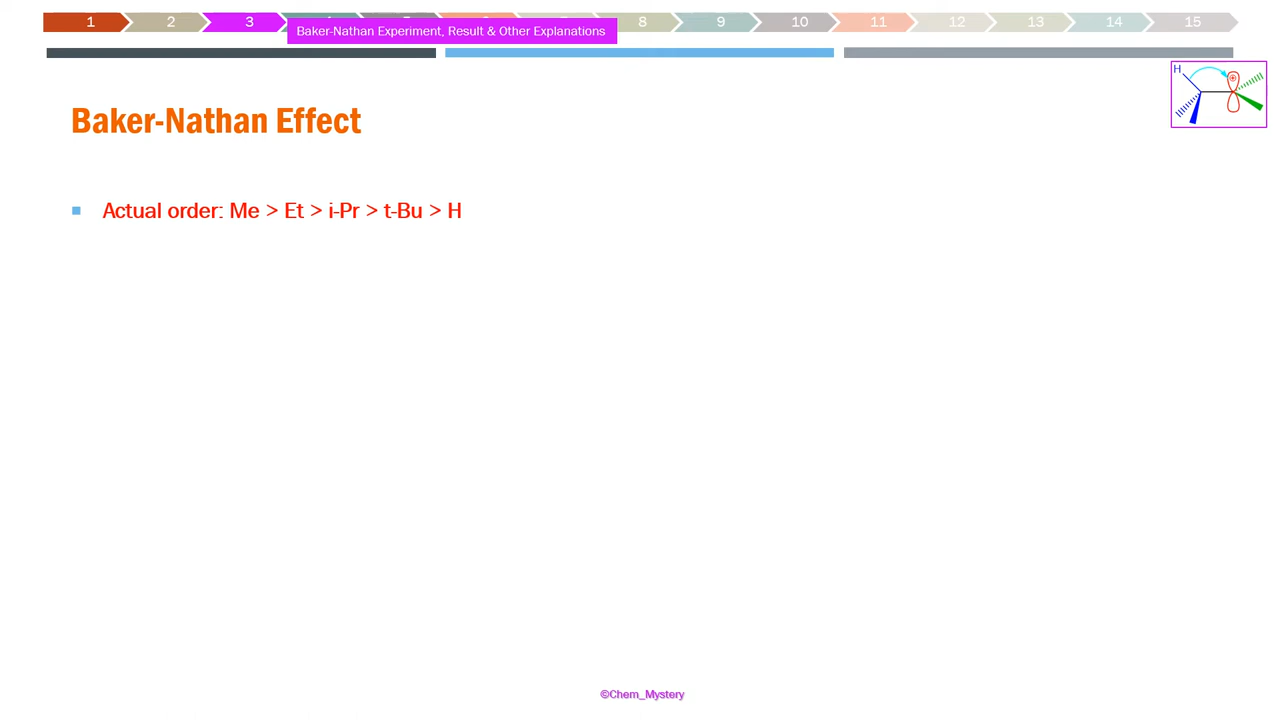 1 2 3 8 9 10 11 12 13 14 15
Baker-Nathan Experiment, Result & Other Explanations
H
Baker-Nathan Effect
Actual order: Me > Et > i-Pr > t-Bu > H
©Chem_Mystery